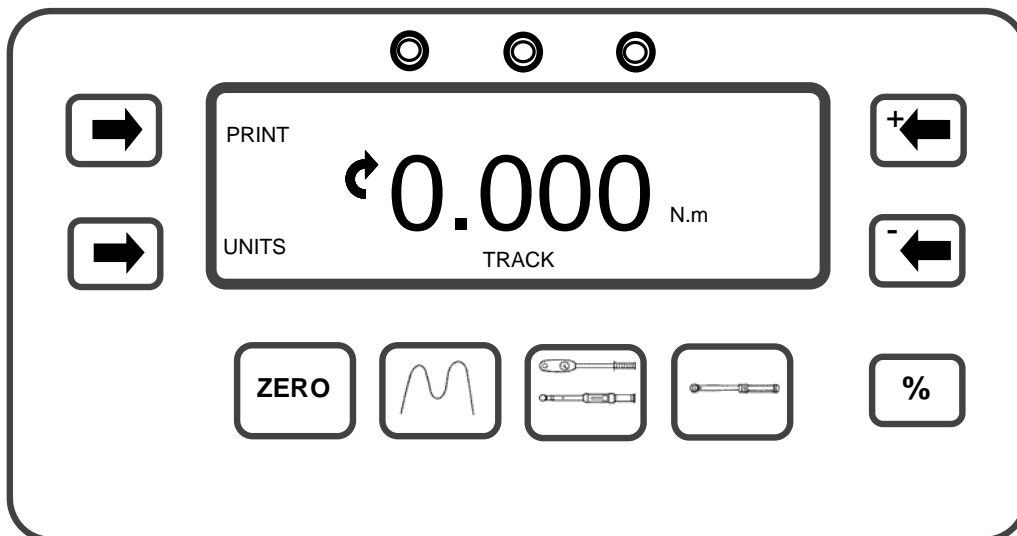 PRINT
+
0.000 N.m
-
UNITS
TRACK
ZERO
%